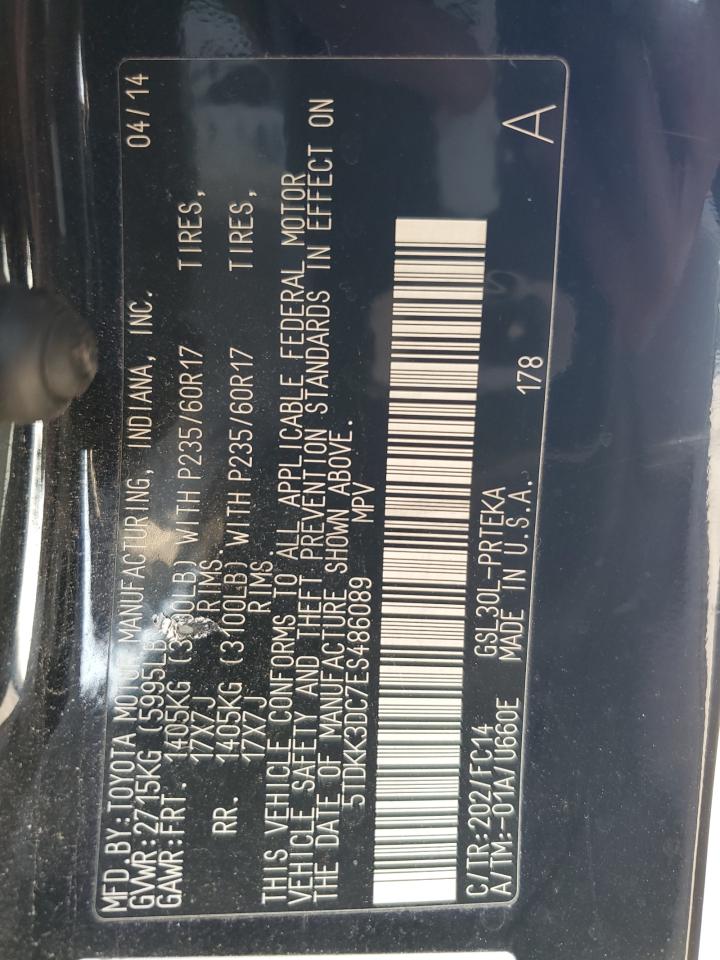 MFD.BY:TOYOTA MOTOR MANUFACTURING, INDIANA, INC. 04/14
GVWR:2715KG (5995LB)
GAWR:FRT. 1405KG (3100LB) WITH P235/60R17 TIRES,
17X7J RIMS.
RR. 1405KG (3100LB) WITH P235/60R17 TIRES,
17X7J RIMS
THIS VEHICLE CONFORMS TO ALL APPLICABLE FEDERAL MOTOR
VEHICLE SAFETY AND THEFT PREVENTION STANDARDS IN EFFECT ON
THE DATE OF MANUFACTURE SHOWN ABOVE.
5TDKK3DC7ES486089 MPV
C/TR:202/FC14 GSL30L-PRTEKA 178 A
A/TM:-01A/U660E MADE IN U.S.A.